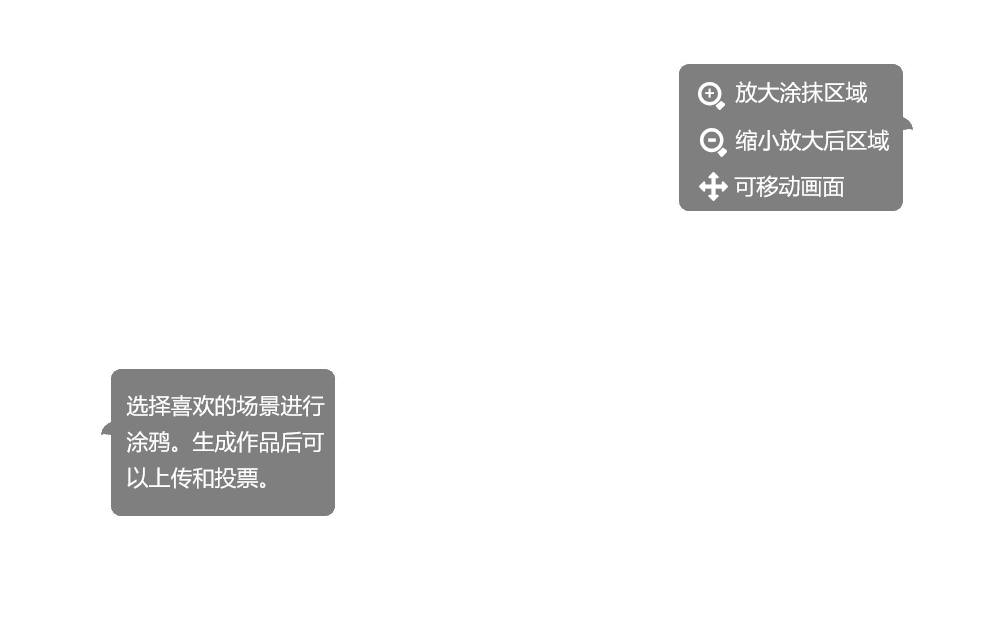 放大涂抹区域
缩小放大后区域
可移动画面
选择喜欢的场景进行
涂鸦。生成作品后可
以上传和投票。